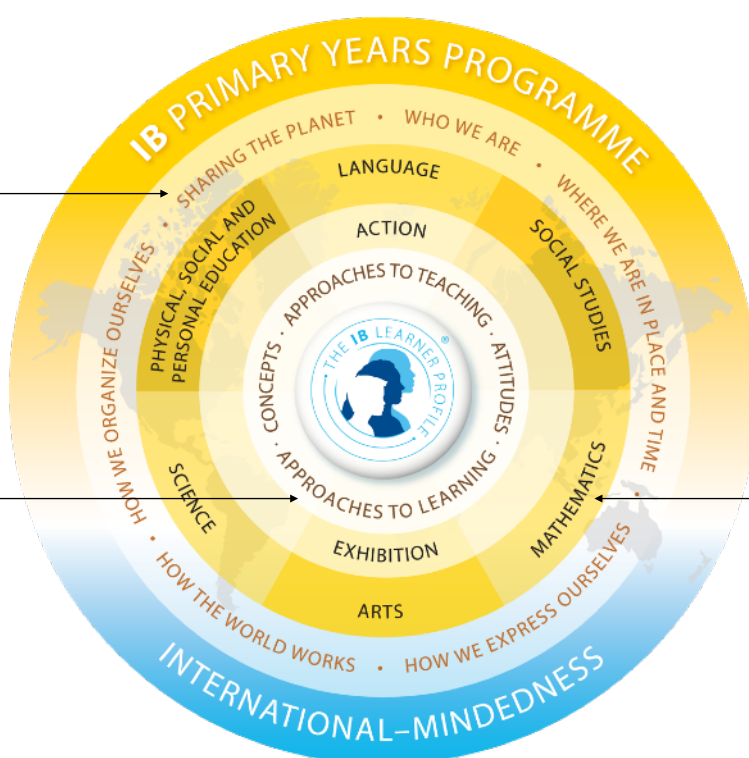 IB PRIMARY YEARS PROGRAMME
SHARING THE PLANET • WHO WE ARE • WHERE WE ARE IN PLACE AND TIME •
HOW WE EXPRESS OURSELVES • HOW THE WORLD WORKS • HOW WE ORGANIZE OURSELVES •
LANGUAGE
SOCIAL STUDIES
MATHEMATICS
ARTS
SCIENCE
PHYSICAL, SOCIAL AND
PERSONAL EDUCATION
ACTION
EXHIBITION
APPROACHES TO TEACHING · ATTITUDES · APPROACHES TO LEARNING · CONCEPTS ·
THE IB LEARNER PROFILE ®
INTERNATIONAL–MINDEDNESS